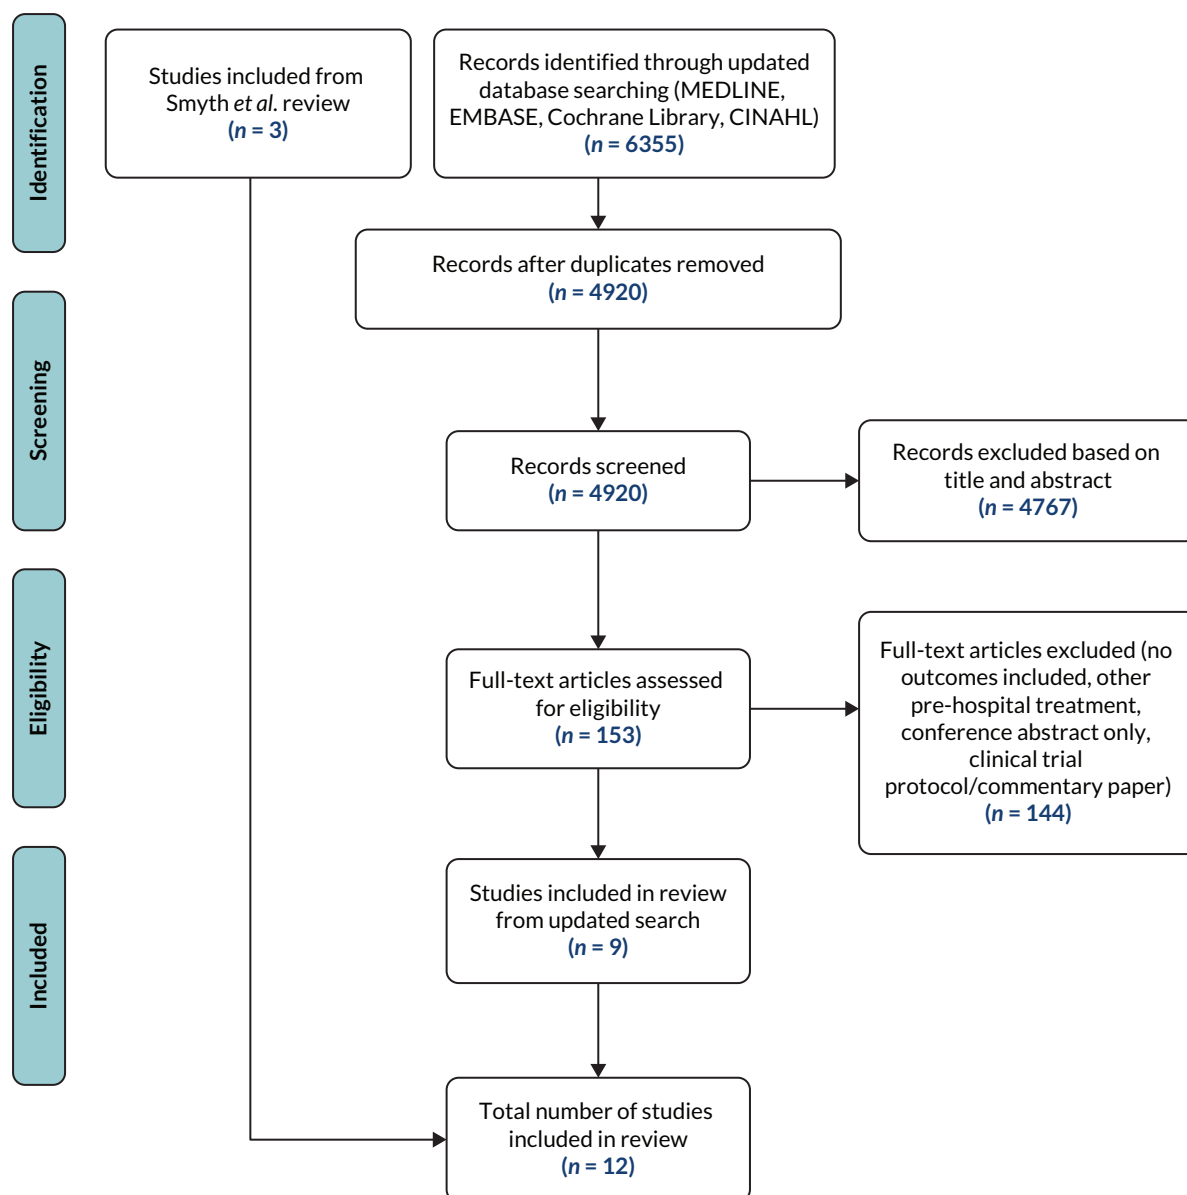 Identification
Studies included from
Smyth et al. review
(n = 3)
Records identified through updated
database searching (MEDLINE,
EMBASE, Cochrane Library, CINAHL)
(n = 6355)
Records after duplicates removed
(n = 4920)
Screening
Records screened
(n = 4920)
Records excluded based on
title and abstract
(n = 4767)
Eligibility
Full-text articles assessed
for eligibility
(n = 153)
Full-text articles excluded (no
outcomes included, other
pre-hospital treatment,
conference abstract only,
clinical trial
protocol/commentary paper)
(n = 144)
Included
Studies included in review
from updated search
(n = 9)
Total number of studies
included in review
(n = 12)